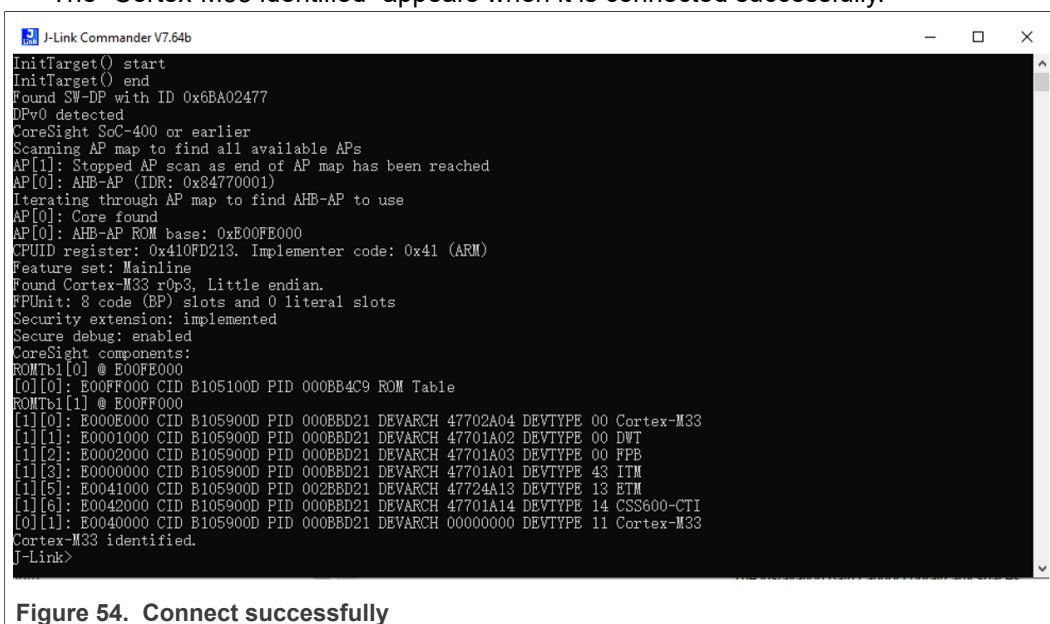 The "Cortex-M33 identified" appears when it is connected successfully.
J-Link Commander V7.64b
InitTarget() start
InitTarget() end
Found SW-DP with ID 0x6BA02477
DPv0 detected
CoreSight SoC-400 or earlier
Scanning AP map to find all available APs
AP[1]: Stopped AP scan as end of AP map has been reached
AP[0]: AHB-AP (IDR: 0x84770001)
Iterating through AP map to find AHB-AP to use
AP[0]: Core found
AP[0]: AHB-AP ROM base: 0xE00FE000
CPUID register: 0x410FD213. Implementer code: 0x41 (ARM)
Feature set: Mainline
Found Cortex-M33 r0p3, Little endian.
FPUnit: 8 code (BP) slots and 0 literal slots
Security extension: implemented
Secure debug: enabled
CoreSight components:
ROMTbl[0] @ E00FE000
[0][0]: E00FF000 CID B105100D PID 000BB4C9 ROM Table
ROMTbl[1] @ E00FF000
[1][0]: E000E000 CID B105900D PID 000BBD21 DEVARCH 47702A04 DEVTYPE 00 Cortex-M33
[1][1]: E0001000 CID B105900D PID 000BBD21 DEVARCH 47701A02 DEVTYPE 00 DWT
[1][2]: E0002000 CID B105900D PID 000BBD21 DEVARCH 47701A03 DEVTYPE 00 FPB
[1][3]: E0000000 CID B105900D PID 000BBD21 DEVARCH 47701A01 DEVTYPE 43 ITM
[1][5]: E0041000 CID B105900D PID 002BBD21 DEVARCH 47724A13 DEVTYPE 13 ETM
[1][6]: E0042000 CID B105900D PID 000BBD21 DEVARCH 47701A14 DEVTYPE 14 CSS600-CTI
[0][1]: E0040000 CID B105900D PID 000BBD21 DEVARCH 00000000 DEVTYPE 11 Cortex-M33
Cortex-M33 identified.
J-Link>
Figure 54. Connect successfully